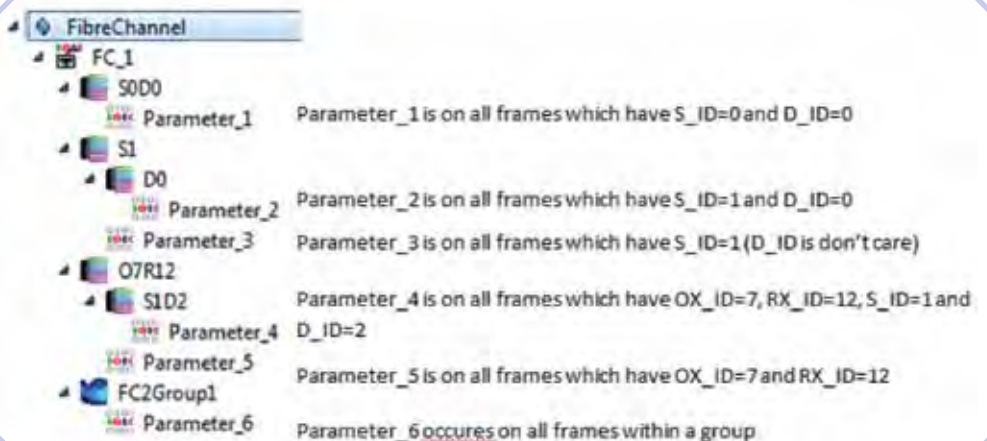 FibreChannel
FC_1
S0D0
Parameter_1 Parameter_1 is on all frames which have S_ID=0 and D_ID=0
S1
D0
Parameter_2 Parameter_2 is on all frames which have S_ID=1 and D_ID=0
Parameter_3 Parameter_3 is on all frames which have S_ID=1 (D_ID is don't care)
O7R12
S1D2 Parameter_4 is on all frames which have OX_ID=7, RX_ID=12, S_ID=1 and
Parameter_4 D_ID=2
Parameter_5 Parameter_5 is on all frames which have OX_ID=7 and RX_ID=12
FC2Group1
Parameter_6 Parameter_6 occures on all frames within a group